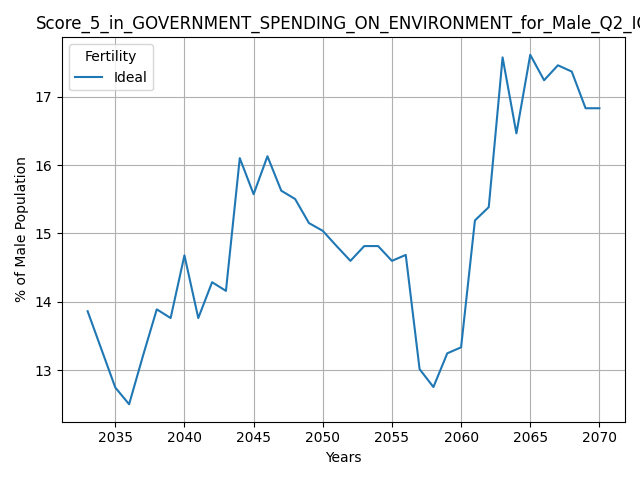 Score_5_in_GOVERNMENT_SPENDING_ON_ENVIRONMENT_for_Male_Q2_IC
Fertility
Ideal
% of Male Population
17
16
15
14
13
2035 2040 2045 2050 2055 2060 2065 2070
Years